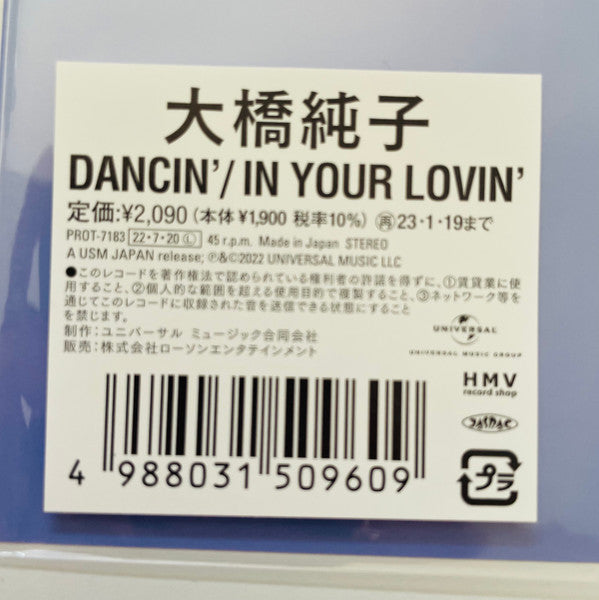 大橋純子
DANCIN'/ IN YOUR LOVIN'
定価:¥2,090 (本体 ¥1,900 税率10%) ㊢23・1・19まで
PROT-7183 22・7・20 Ⓛ 45 r.p.m. Made in Japan STEREO
A USM JAPAN release; ℗&©2022 UNIVERSAL MUSIC LLC
●このレコードを著作権法で認められている権利者の許諾を得ずに、①賃貸業に使
用すること、②個人的な範囲を超える使用目的で複製すること、③ネットワーク等を
通じてこのレコードに収録された音を送信できる状態にすること
を禁じます。
制作：ユニバーサル ミュージック合同会社
販売：株式会社ローソンエンタテインメント
UNIVERSAL
UNIVERSAL MUSIC GROUP
HMV
record shop
JASRAC
4 988031 509609
プラ